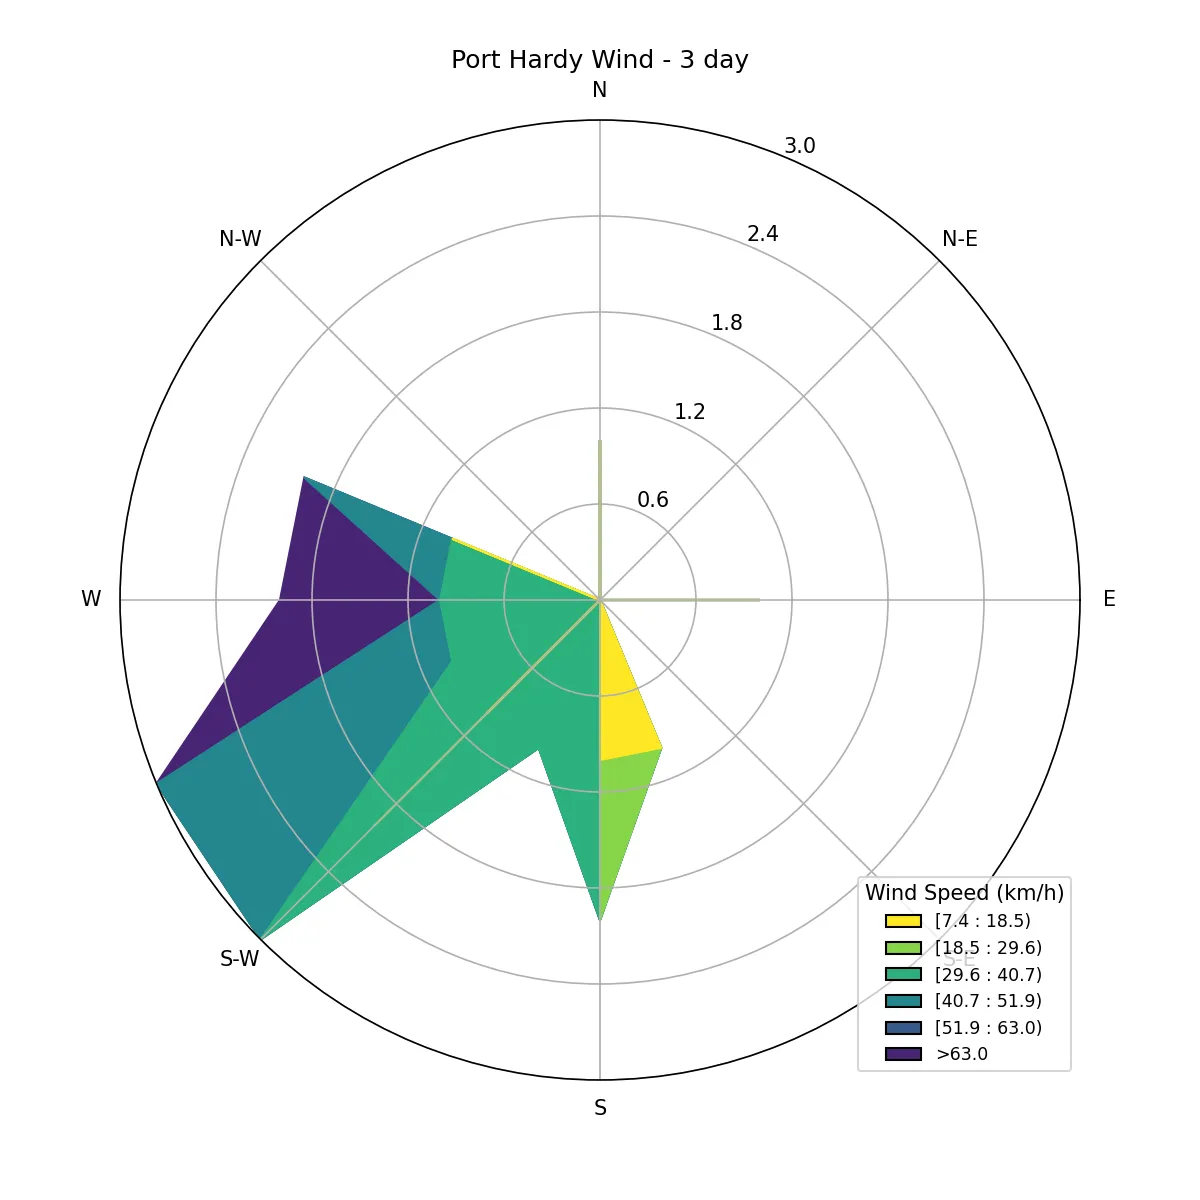 Port Hardy Wind - 3 day
N
3.0
N-W
2.4
N-E
1.8
1.2
0.6
W
E
Wind Speed (km/h)
[7.4 : 18.5)
[18.5 : 29.6)
S-W
S-E
[29.6 : 40.7)
[40.7 : 51.9)
[51.9 : 63.0)
>63.0
S